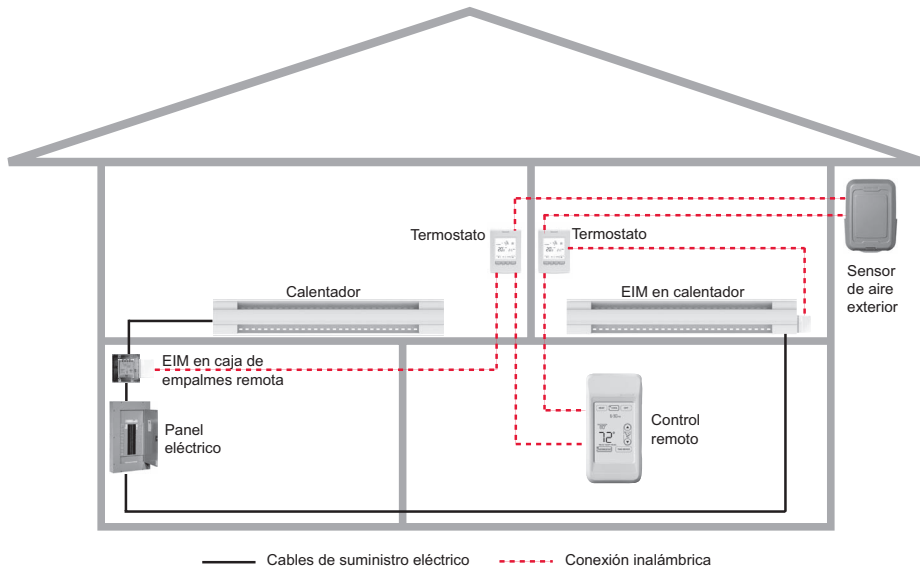 Termostato
Termostato
Sensor
de aire
exterior
Calentador
EIM en calentador
EIM en caja de
empalmes remota
Panel
eléctrico
72°
Control
remoto
Cables de suministro eléctrico
Conexión inalámbrica